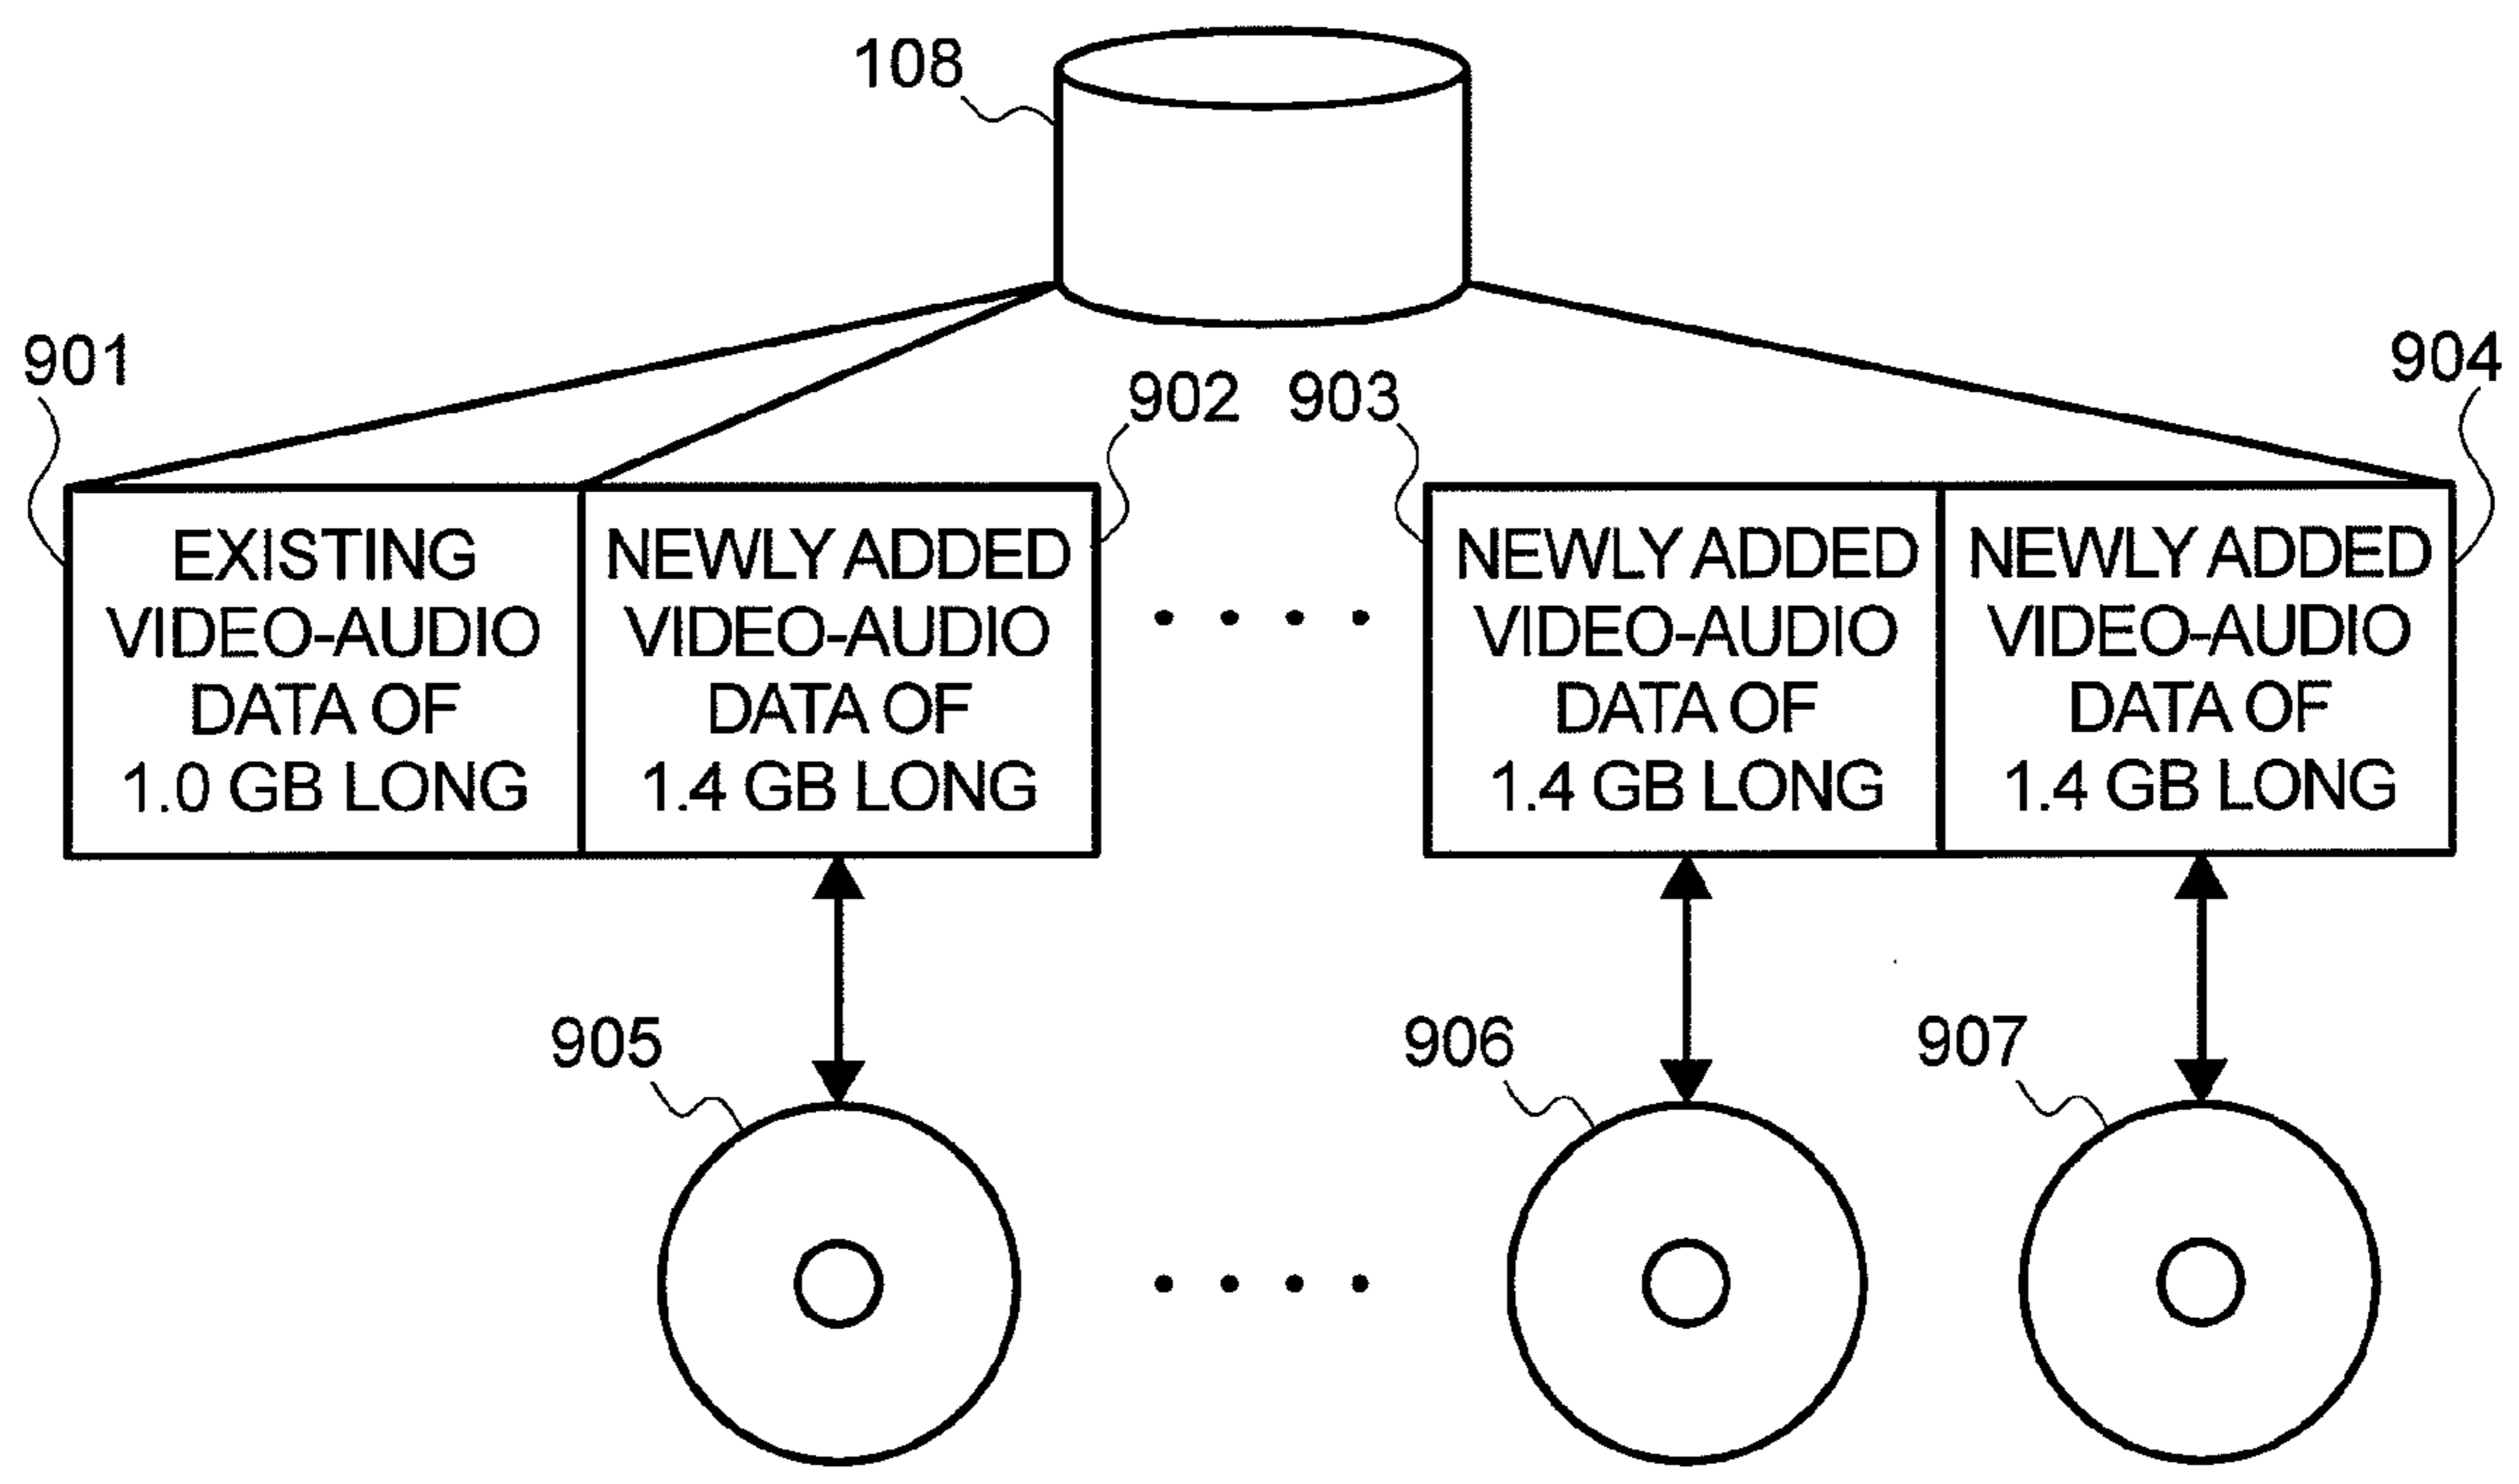 108
901
902
903
904
EXISTING
VIDEO-AUDIO
DATA OF
1.0 GB LONG
NEWLY ADDED
VIDEO-AUDIO
DATA OF
1.4 GB LONG
NEWLY ADDED
VIDEO-AUDIO
DATA OF
1.4 GB LONG
NEWLY ADDED
VIDEO-AUDIO
DATA OF
1.4 GB LONG
905
906
907